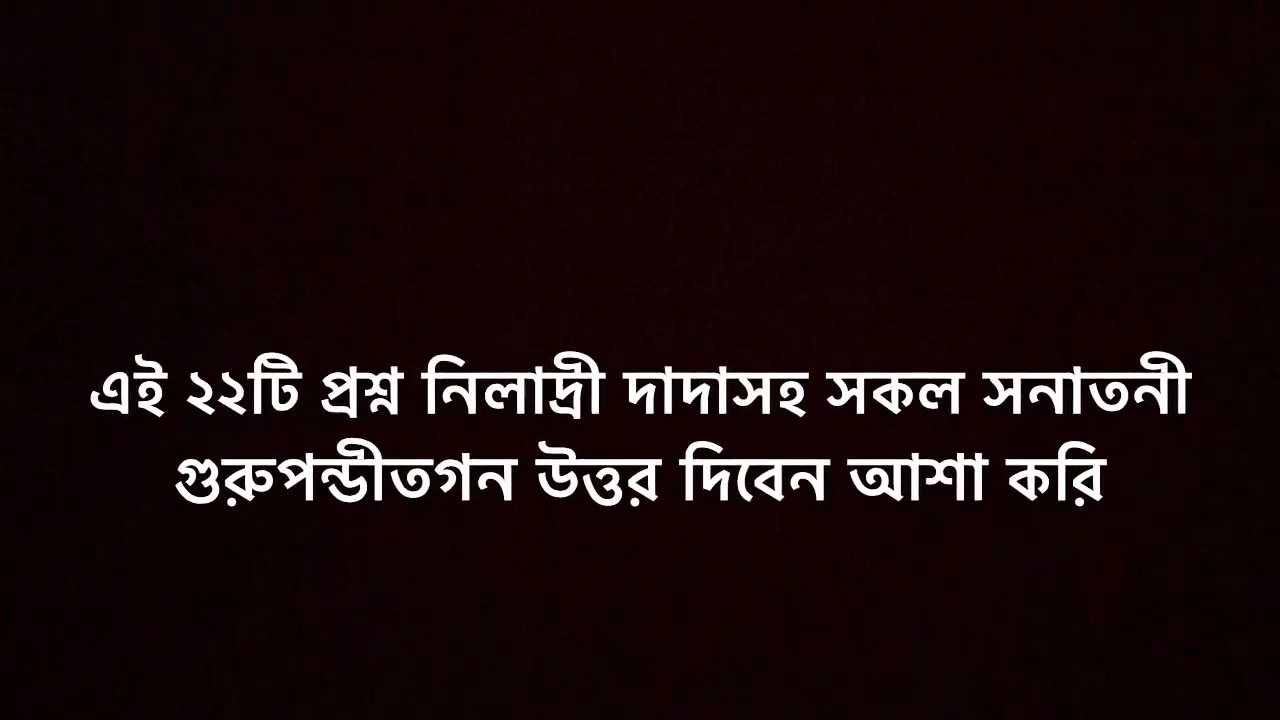 এই ২২টি প্রশ্ন নিলাদ্রী দাদাসহ সকল সনাতনী
গুরুপন্ডীতগন উত্তর দিবেন আশা করি